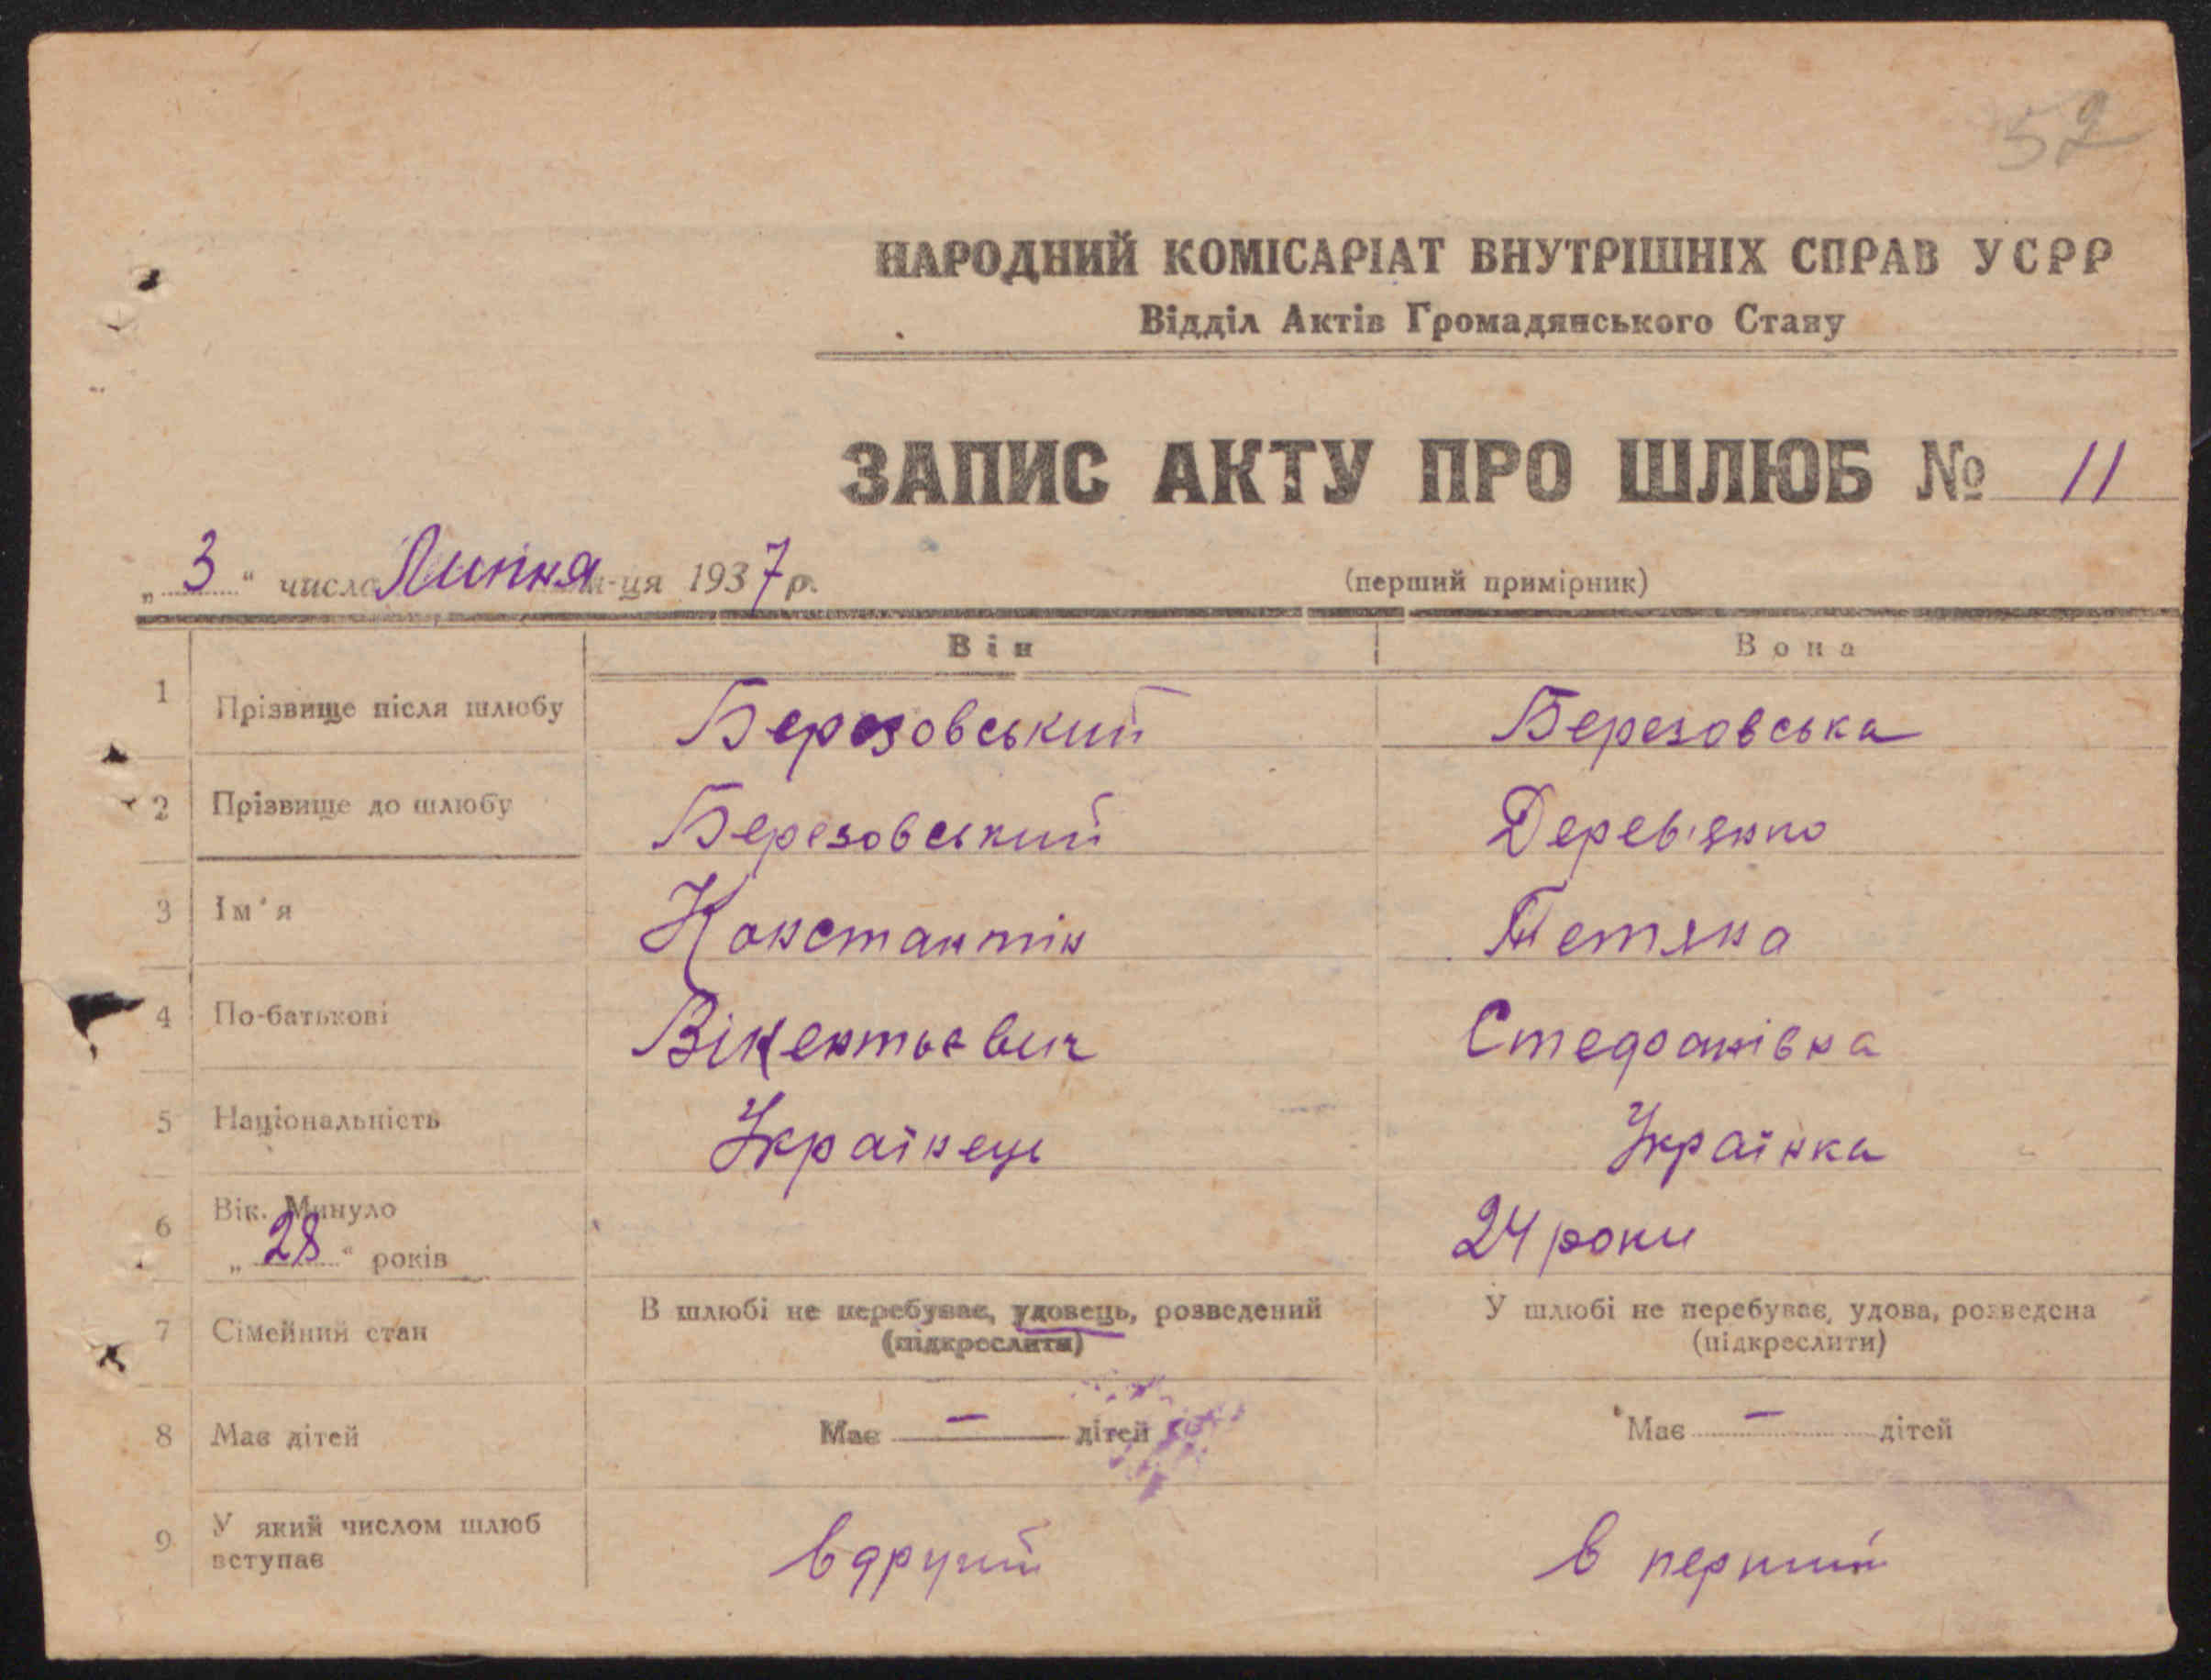 52
НАРОДНИЙ КОМІСАРІАТ ВНУТРІШНІХ СПРАВ УСРР
Відділ Актів Громадянського Стану
ЗАПИС АКТУ ПРО ШЛЮБ № 11
„3“ число Липня м-ця 1937 р. (перший примірник)
Він Вона
1 Прізвище після шлюбу Березовський Березовська
2 Прізвище до шлюбу Березовський Дерев'янко
3 Ім'я Константін Тетяна
4 По-батькові Вікентьєвич Стефанівна
5 Національність Українець Українка
6 Вік. Минуло
„28“ років 24 роки
7 Сімейний стан В шлюбі не перебуває, удовець, розведений У шлюбі не перебуває, удова, розведена
(підкреслити) (підкреслити)
8 Має дітей Має — дітей Має — дітей
9 У який числом шлюб
вступає в другий в перший